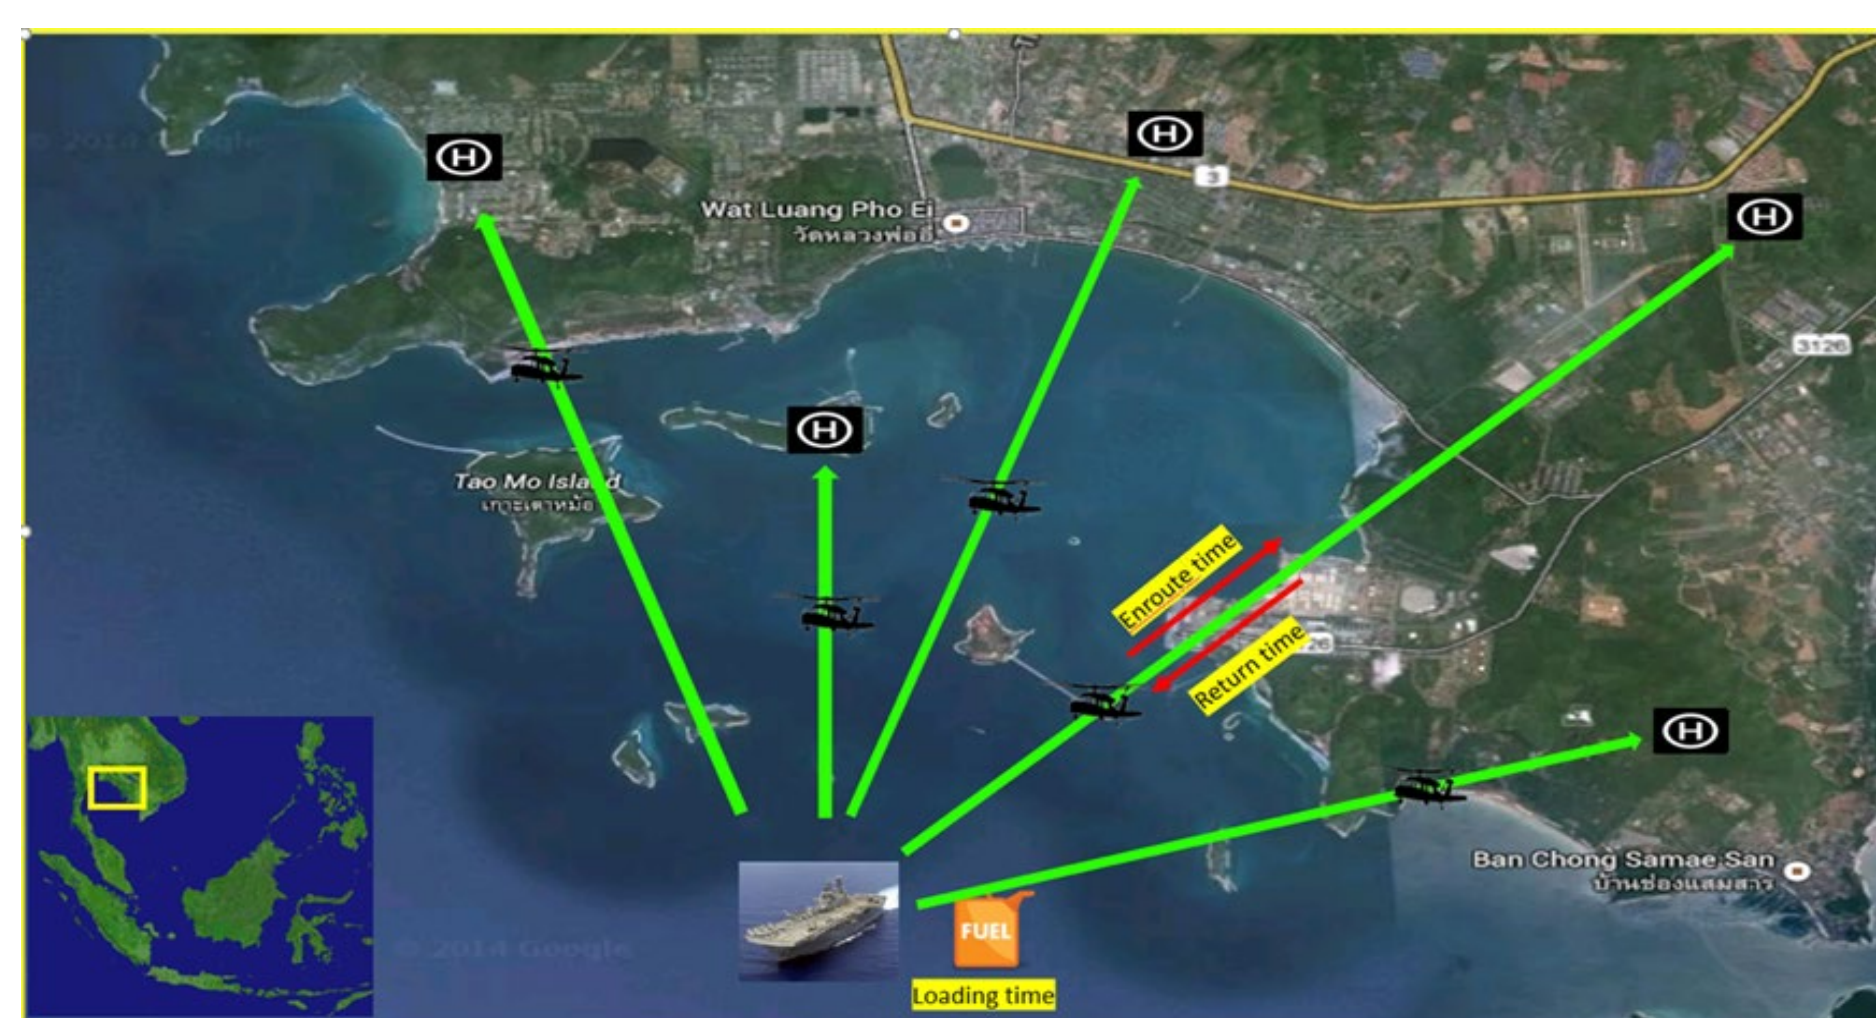 © 2014 Google
H
H
H
Wat Luang Pho Ei
วัดหลวงพ่ออี๋
3
3126
H
Tao Mo Island
เกาะเตาหม้อ
Enroute time
Return time
26
H
Ban Chong Samae San
บ้านช่องแสมสาร
© 2014 Google
FUEL
Loading time